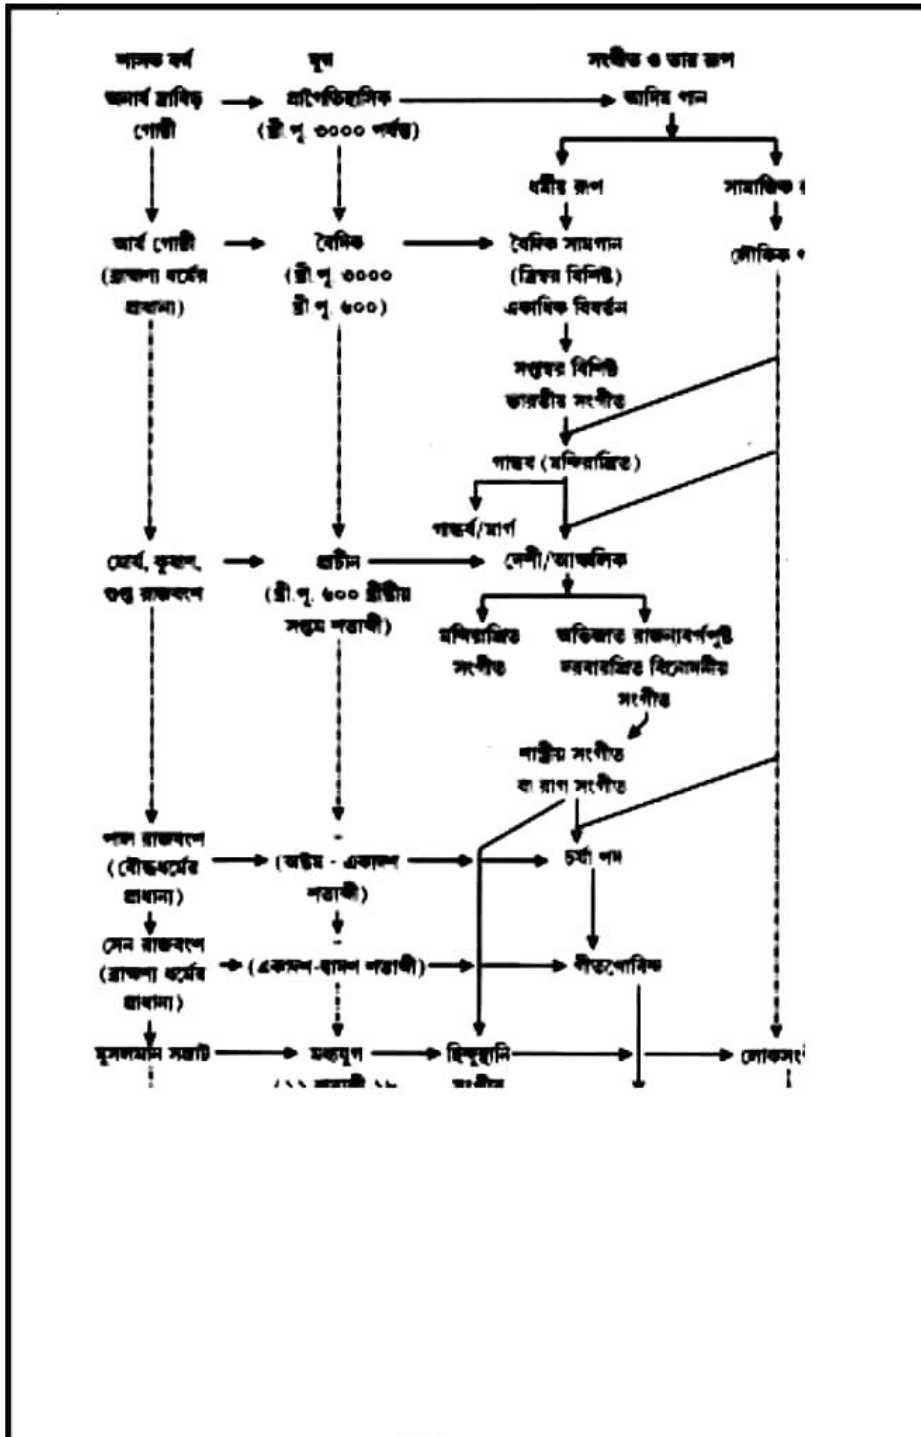 শাসক বর্গ যুগ সংগীত ও তার রূপ
অনার্য দ্রাবিড় প্রাগৈতিহাসিক আদিম গান
গোষ্ঠী (খ্রী. পূ. ৩০০০ পর্যন্ত)
ধর্মীয় রূপ সামাজিক
আর্য গোষ্ঠী বৈদিক বৈদিক সামগান
(ব্রাহ্মণ্য ধর্মের (খ্রী. পূ. ৩০০০ (ত্রিস্বর বিশিষ্ট) লৌকিক
প্রাধান্য) খ্রী. পূ. ৬০০) একাধিক বিবর্তন
সপ্তস্বর বিশিষ্ট
ভারতীয় সংগীত
গান্ধর্ব (মন্দিরাশ্রিত)
গান্ধর্ব/মার্গ
মৌর্য, কুষাণ, প্রাচীন দেশী/আঞ্চলিক
গুপ্ত রাজবংশ (খ্রী. পূ. ৬০০ খ্রীষ্টীয়
সপ্তম শতাব্দী)
মন্দিরাশ্রিত অভিজাত রাজন্যবর্গপুষ্ট
সংগীত দরবারাশ্রিত বিনোদনীয়
সংগীত
শাস্ত্রীয় সংগীত
বা রাগ সংগীত
পাল রাজবংশ -
(বৌদ্ধধর্মের (অষ্টম - একাদশ চর্যা পদ
প্রাধান্য) শতাব্দী)
সেন রাজবংশ -
(ব্রাহ্মণ্য ধর্মের (একাদশ-দ্বাদশ শতাব্দী) গীতগোবিন্দ
প্রাধান্য)
মুসলমান সম্রাট মধ্যযুগ হিন্দুস্থানি